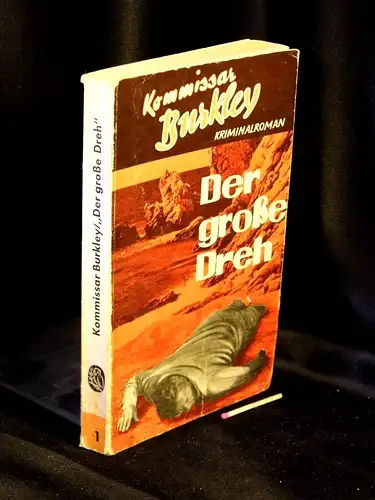 Kommissar
Burkley
KRIMINALROMAN
Der
große
Dreh
Kommissar Burkley/„Der große Dreh"
1